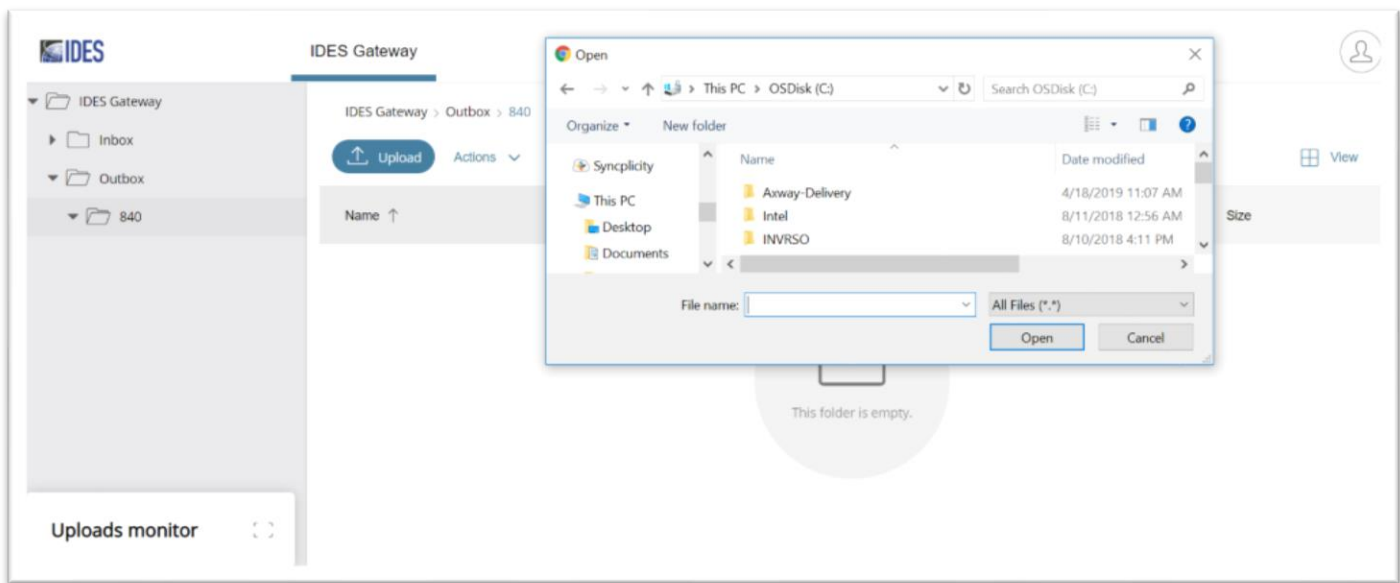 IDES
IDES Gateway
IDES Gateway
Inbox
Outbox
840
Uploads monitor
IDES Gateway > Outbox > 840
Upload Actions
Name
Size
View
This folder is empty.
Open
This PC > OSDisk (C:)
Search OSDisk (C:)
Organize
New folder
Syncplicity
This PC
Desktop
Documents
Name Date modified
Axway-Delivery 4/18/2019 11:07 AM
Intel 8/11/2018 12:56 AM
INVRSO 8/10/2018 4:11 PM
File name:
All Files (*.*)
Open Cancel